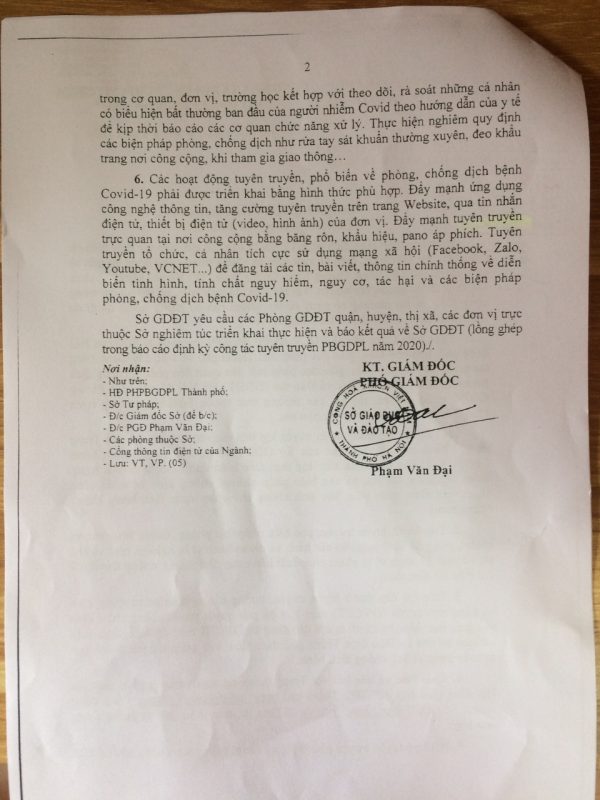 2
trong cơ quan, đơn vị, trường học kết hợp với theo dõi, rà soát những cá nhân
có biểu hiện bất thường ban đầu của người nhiễm Covid theo hướng dẫn của y tế
để kịp thời báo cáo các cơ quan chức năng xử lý. Thực hiện nghiêm quy định
các biện pháp phòng, chống dịch như rửa tay sát khuẩn thường xuyên, đeo khẩu
trang nơi công cộng, khi tham gia giao thông…
6. Các hoạt động tuyên truyền, phổ biến về phòng, chống dịch bệnh
Covid-19 phải được triển khai bằng hình thức phù hợp. Đẩy mạnh ứng dụng
công nghệ thông tin, tăng cường tuyên truyền trên trang Website, qua tin nhắn
điện tử, thiết bị điện tử (video, hình ảnh) của đơn vị. Đẩy mạnh tuyên truyền
trực quan tại nơi công cộng bằng băng rôn, khẩu hiệu, pano áp phích. Tuyên
truyền tổ chức, cá nhân tích cực sử dụng mạng xã hội (Facebook, Zalo,
Youtube, VCNET...) để đăng tải các tin, bài viết, thông tin chính thống về diễn
biến tình hình, tính chất nguy hiểm, nguy cơ, tác hại và các biện pháp
phòng, chống dịch bệnh Covid-19.
Sở GDĐT yêu cầu các Phòng GDĐT quận, huyện, thị xã, các đơn vị trực
thuộc Sở nghiêm túc triển khai thực hiện và báo kết quả về Sở GDĐT (lồng ghép
trong báo cáo định kỳ công tác tuyên truyền PBGDPL năm 2020)./.
Nơi nhận:
- Như trên;
- HĐ PHPBGDPL Thành phố;
- Sở Tư pháp;
- Đ/c Giám đốc Sở (để b/c);
- Đ/c PGD Phạm Văn Đại;
- Các phòng thuộc Sở;
- Cổng thông tin điện tử của Ngành;
- Lưu: VT, VP. (05)
KT. GIÁM ĐỐC
PHÓ GIÁM ĐỐC
SỞ GIÁO DỤC
VÀ ĐÀO TẠO
THÀNH PHỐ HÀ NỘI
Phạm Văn Đại